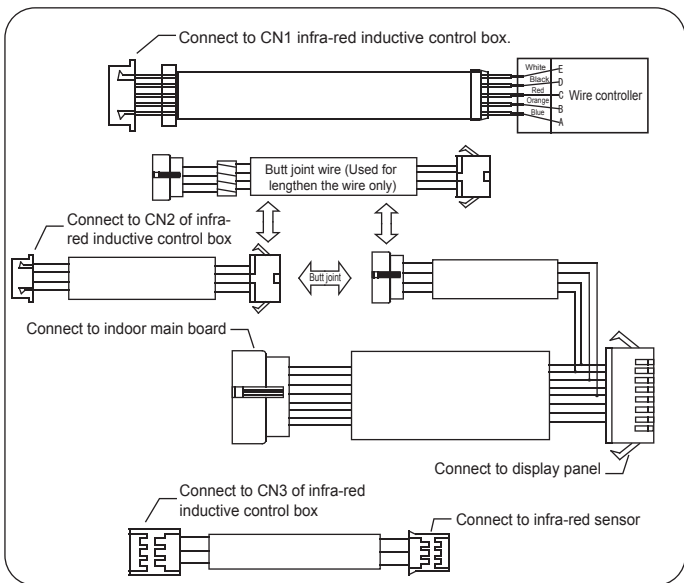 Connect to CN1 infra-red inductive control box.
White
E
Black
D
Red
C
Wire controller
Orange
B
Blue
A
Butt joint wire (Used for
lengthen the wire only)
Connect to CN2 of infra-
red inductive control box
Butt joint
Connect to indoor main board
Connect to display panel
Connect to CN3 of infra-red
inductive control box
Connect to infra-red sensor